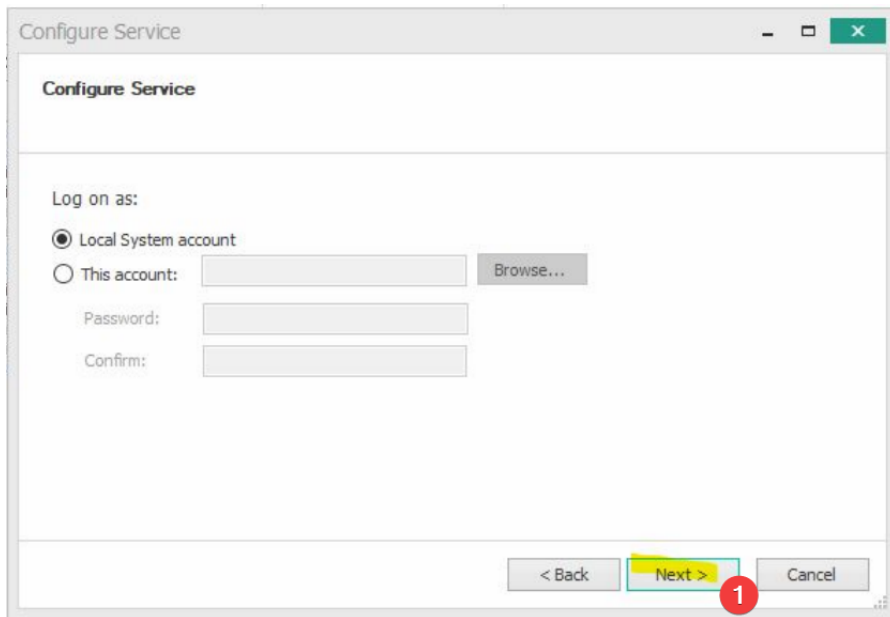 Configure Service
Configure Service
Log on as:
Local System account
This account:
Browse...
Password:
Confirm:
< Back
Next >
Cancel
1